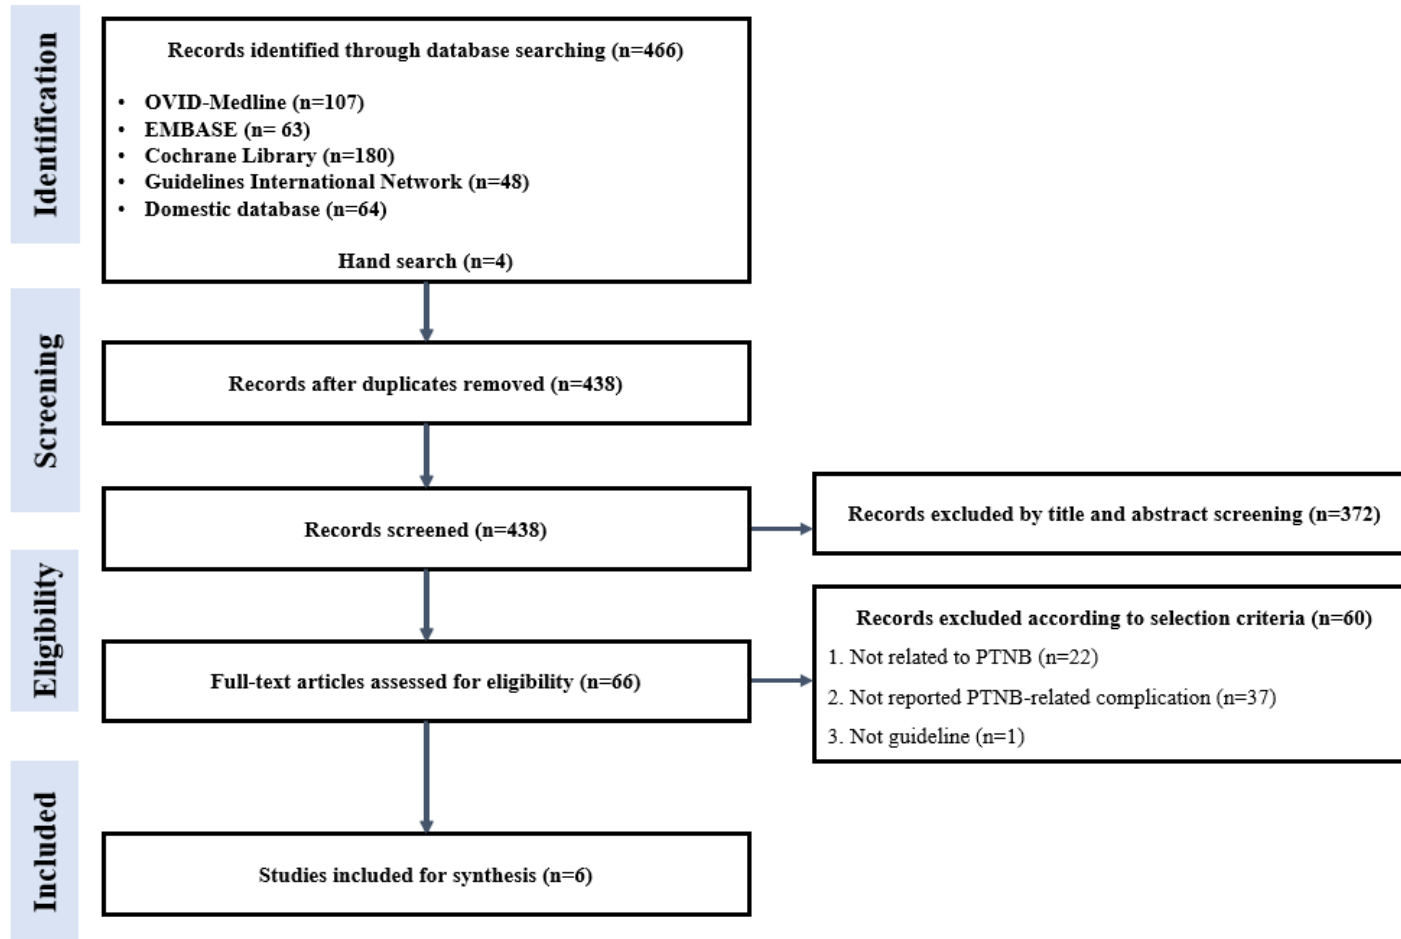 Identification
Records identified through database searching (n=466)
• OVID-Medline (n=107)
• EMBASE (n= 63)
• Cochrane Library (n=180)
• Guidelines International Network (n=48)
• Domestic database (n=64)
Hand search (n=4)
Screening
Records after duplicates removed (n=438)
Records screened (n=438)
Records excluded by title and abstract screening (n=372)
Eligibility
Full-text articles assessed for eligibility (n=66)
Records excluded according to selection criteria (n=60)
1. Not related to PTNB (n=22)
2. Not reported PTNB-related complication (n=37)
3. Not guideline (n=1)
Included
Studies included for synthesis (n=6)